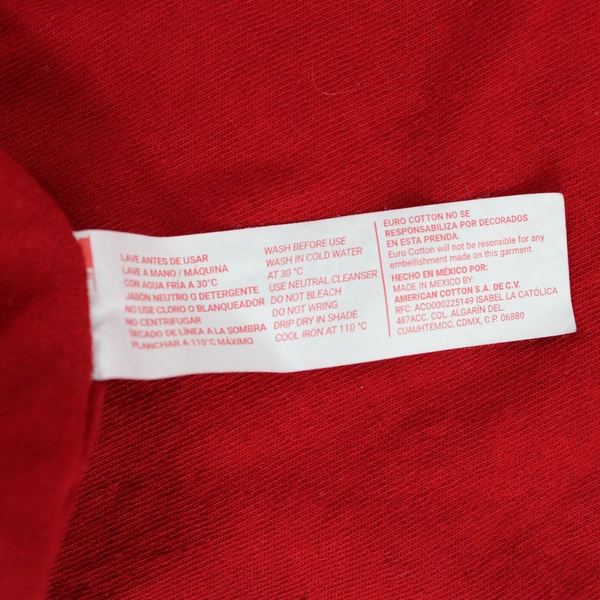 LAVE ANTES DE USAR
LAVE A MANO / MÁQUINA
CON AGUA FRÍA A 30°C
JABÓN NEUTRO O DETERGENTE
NO USE CLORO O BLANQUEADOR
NO CENTRIFUGAR
SECADO DE LÍNEA A LA SOMBRA
PLANCHAR A 110°C MÁXIMO
WASH BEFORE USE
WASH IN COLD WATER
AT 30 °C
USE NEUTRAL CLEANSER
DO NOT BLEACH
DO NOT WRING
DRIP DRY IN SHADE
COOL IRON AT 110 °C
EURO COTTON NO SE
RESPONSABILIZA POR DECORADOS
EN ESTA PRENDA.
Euro Cotton will not be responsible for any
embellishment made on this garment.
HECHO EN MÉXICO POR:
MADE IN MEXICO BY:
AMERICAN COTTON S.A. DE C.V.
RFC: ACO000225149 ISABEL LA CATÓLICA
487ACC. COL. ALGARÍN DEL.
CUAUHTÉMOC, CDMX, C.P. 06880